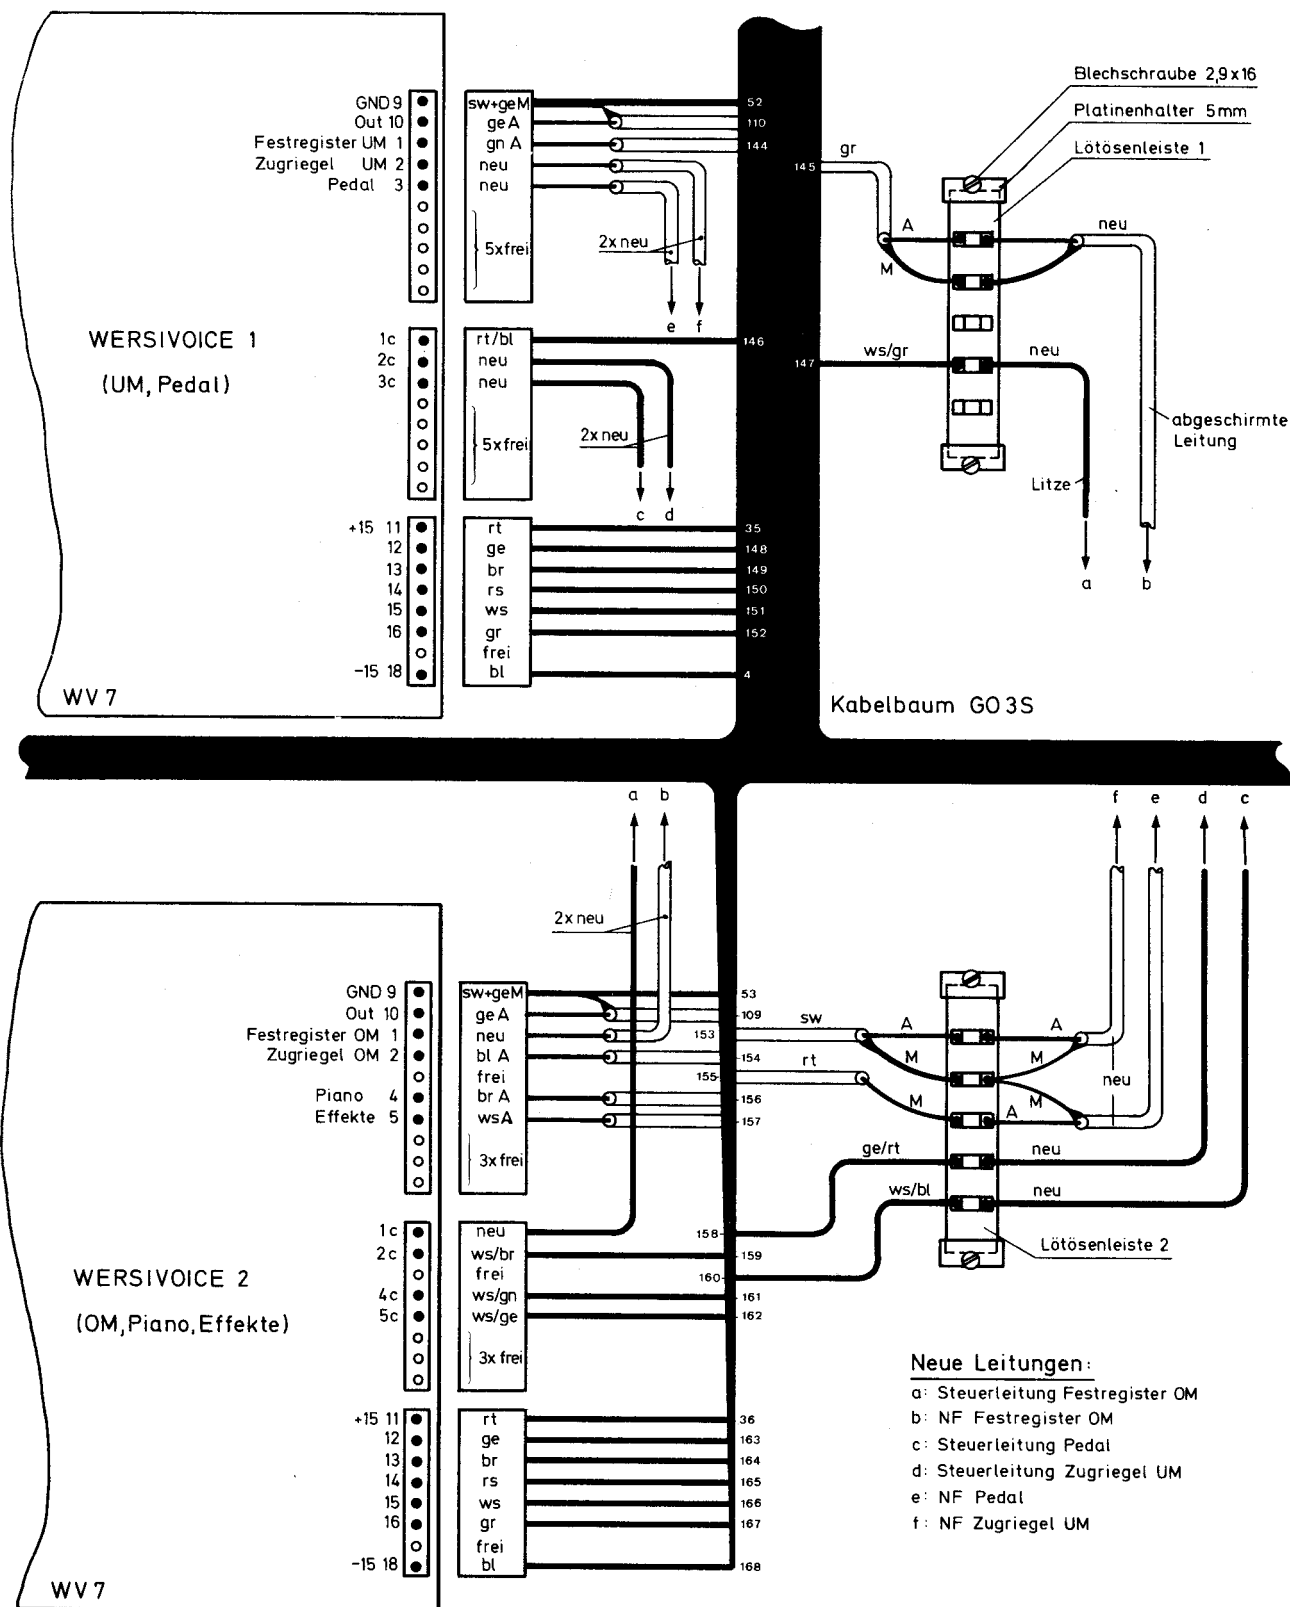 GND 9
Out 10
Festregister UM 1
Zugriegel UM 2
Pedal 3
sw+geM
geA
gn A
neu
neu
5xfrei
52
110
144
2x neu
e
f
WERSIVOICE 1
(UM, Pedal)
1c
2c
3c
rt/bl
neu
neu
5xfrei
146
2x neu
c
d
+15 11
12
13
14
15
16
-15 18
rt
ge
br
rs
ws
gr
frei
bl
35
148
149
150
151
152
4
WV 7
145
gr
A
M
147
ws/gr
neu
neu
Blechschraube 2,9x16
Platinenhalter 5mm
Lötösenleiste 1
abgeschirmte
Leitung
Litze
a
b
Kabelbaum GO3S
a
b
2x neu
GND 9
Out 10
Festregister OM 1
Zugriegel OM 2
Piano 4
Effekte 5
sw+geM
geA
neu
bl A
frei
br A
wsA
3x frei
53
109
153
154
155
156
157
WERSIVOICE 2
(OM,Piano,Effekte)
1c
2c
4c
5c
neu
ws/br
frei
ws/gn
ws/ge
3x frei
158
159
160
161
162
+15 11
12
13
14
15
16
-15 18
rt
ge
br
rs
ws
gr
frei
bl
36
163
164
165
166
167
168
WV 7
f
e
d
c
sw
A
A
M
M
rt
neu
M
M
A
ge/rt
neu
ws/bl
neu
Lötösenleiste 2
Neue Leitungen:
a: Steuerleitung Festregister OM
b: NF Festregister OM
c: Steuerleitung Pedal
d: Steuerleitung Zugriegel UM
e: NF Pedal
f: NF Zugriegel UM